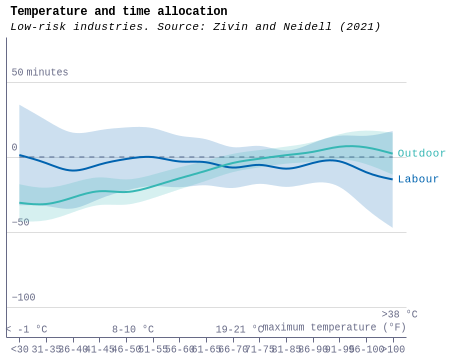 Temperature and time allocation
Low-risk industries. Source: Zivin and Neidell (2021)
50 minutes
0
Outdoor
Labour
−50
−100
>38 °C
< -1 °C 8-10 °C 19-21 °C maximum temperature (°F)
<30 31-35 36-40 41-45 46-50 51-55 56-60 61-65 66-70 71-75 81-85 86-90 91-95 96-100 >100